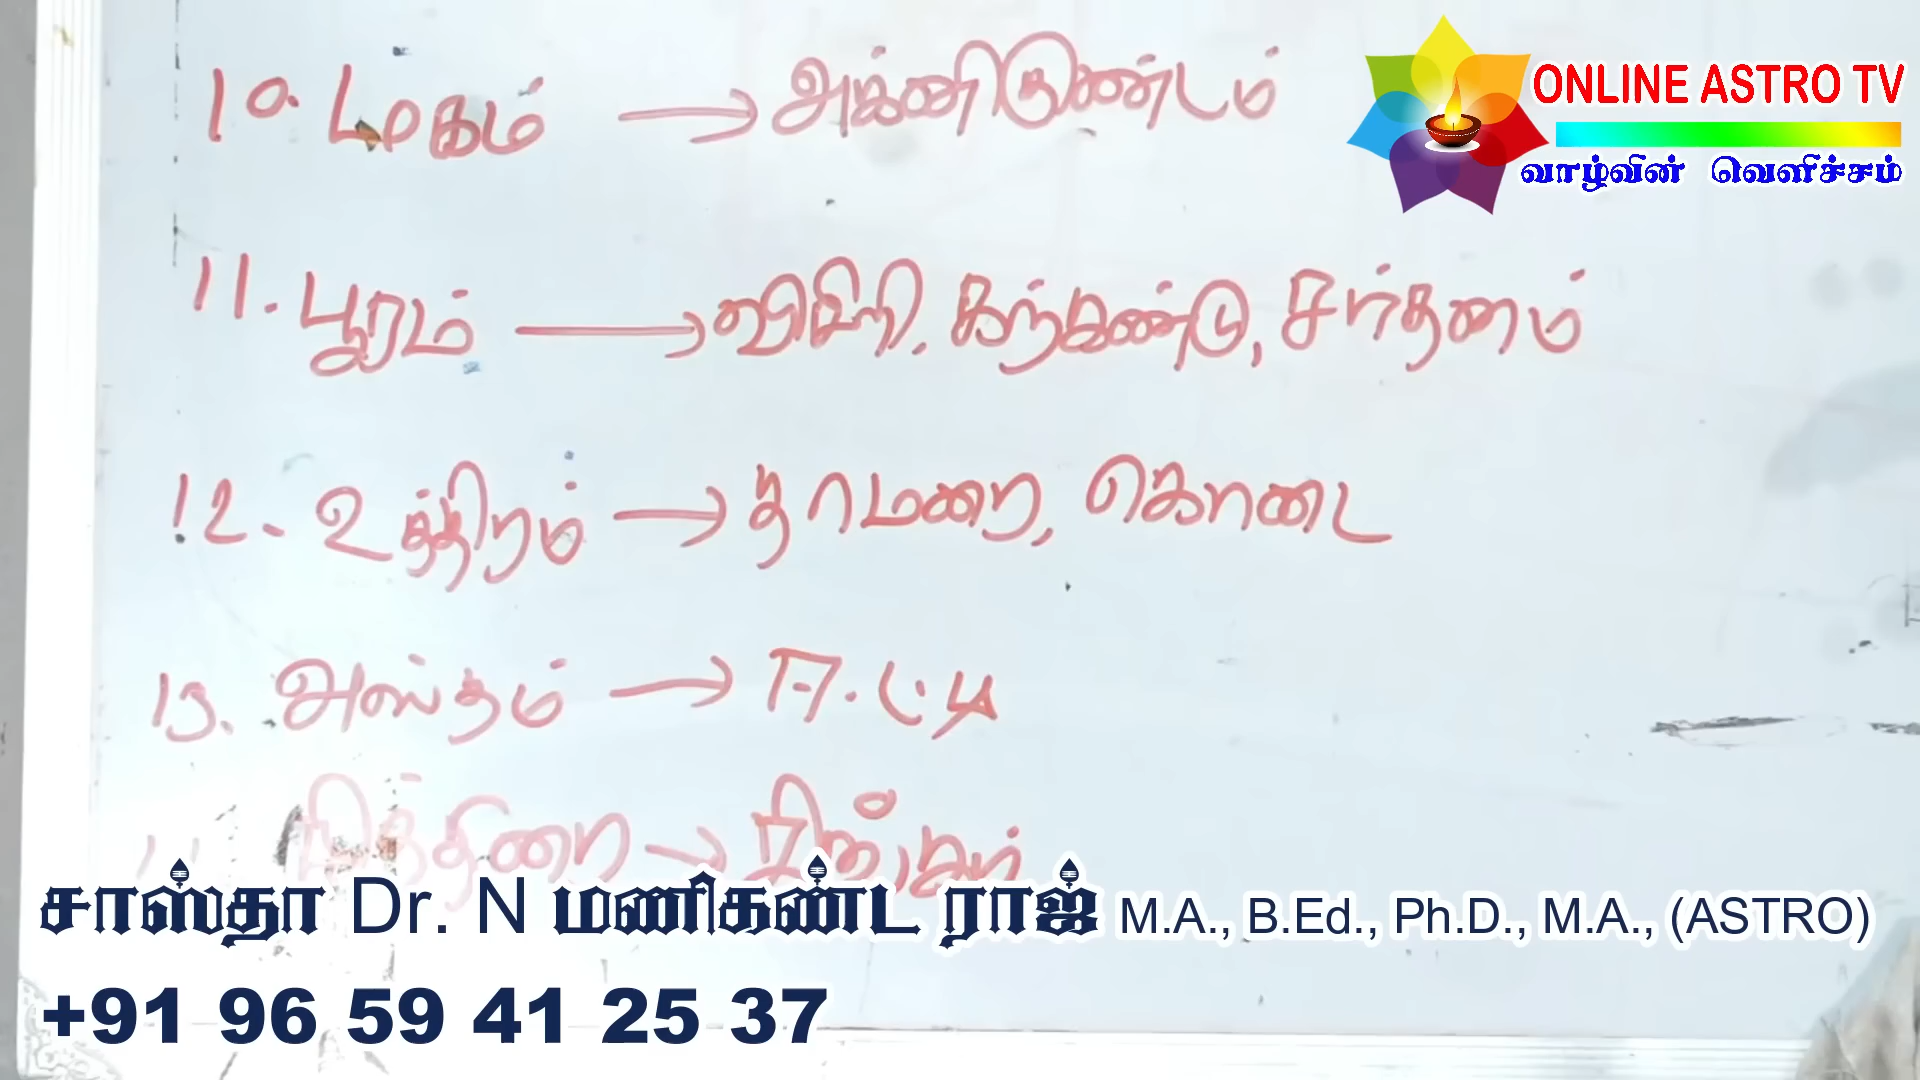 ONLINE ASTRO TV
வாழ்வின் வெளிச்சம்
10. மகம் → அக்னிகுண்டம்
11. பூரம் → விசிறி, கற்கண்டு, சந்தனம்
12. உத்திரம் → தாமரை, கொடை
13. அஸ்தம் → ஈட்டி
சித்திரை →
சாஸ்தா Dr. N மணிகண்ட ராஜ் M.A., B.Ed., Ph.D., M.A., (ASTRO)
+91 96 59 41 25 37